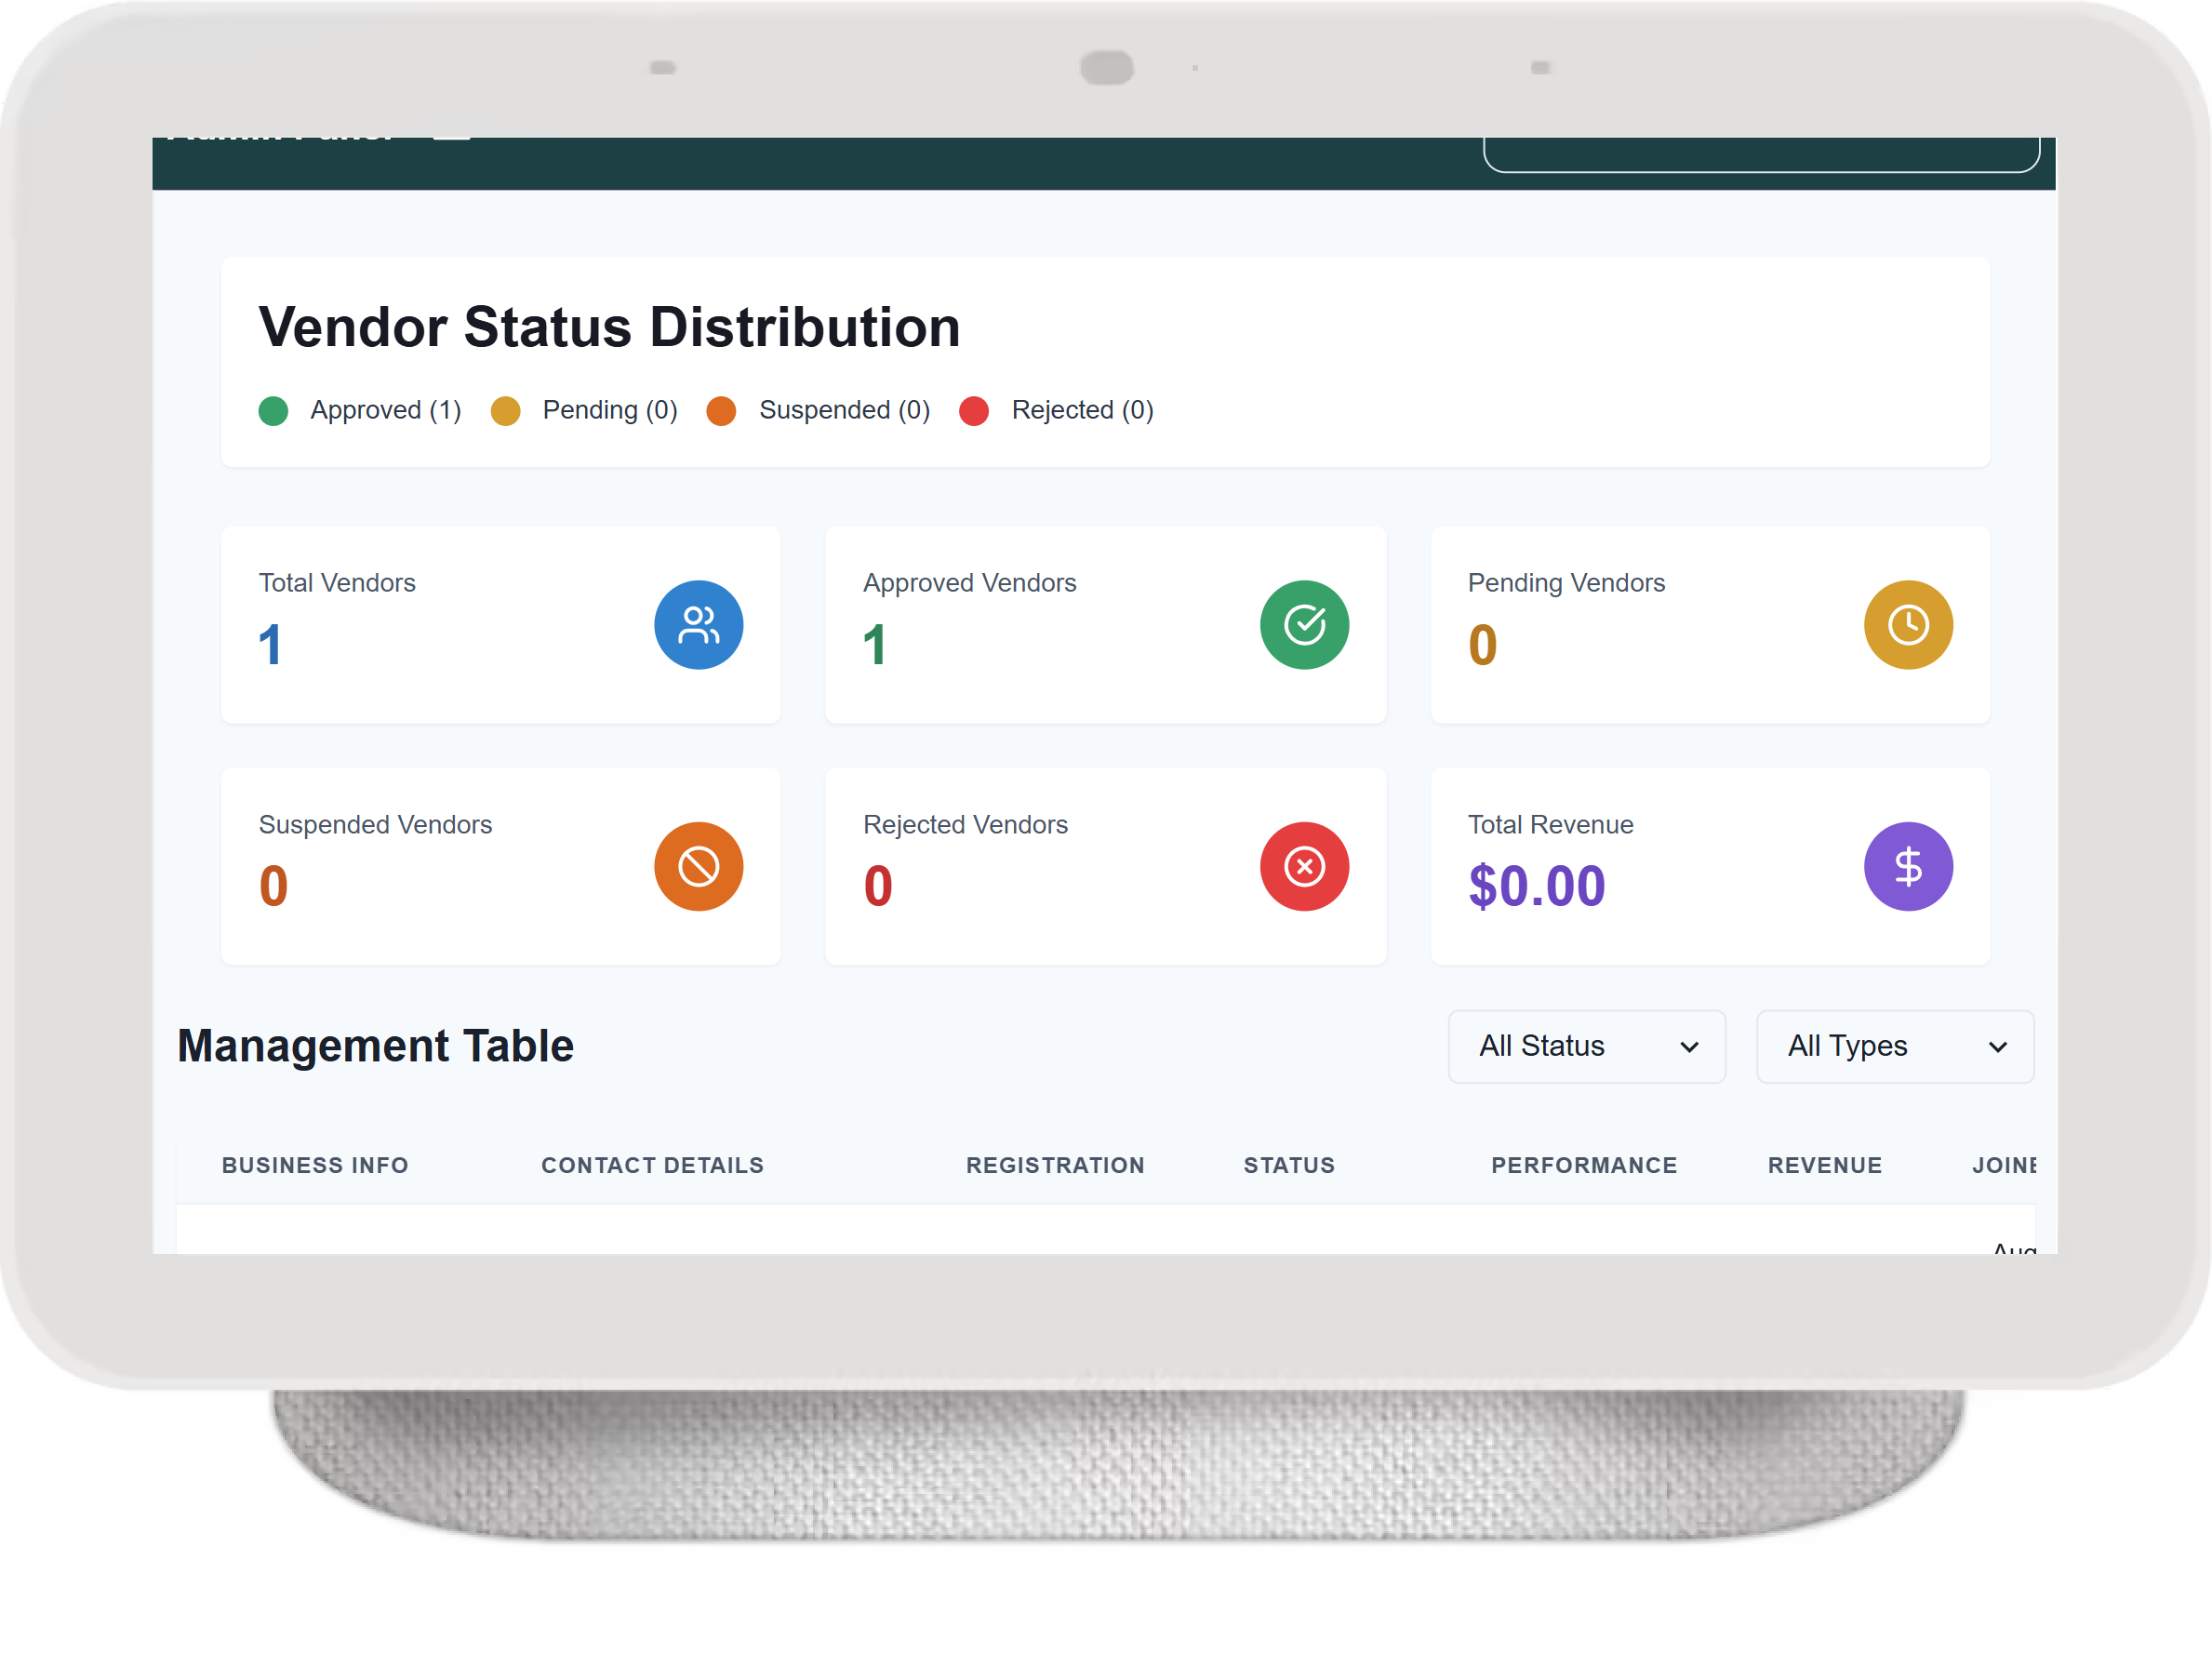 Vendor Status Distribution
Approved (1) Pending (0) Suspended (0) Rejected (0)
Total Vendors
1
Approved Vendors
1
Pending Vendors
0
Suspended Vendors
0
Rejected Vendors
0
Total Revenue
$0.00
Management Table
All Status
All Types
BUSINESS INFO CONTACT DETAILS REGISTRATION STATUS PERFORMANCE REVENUE JOINE
Aug